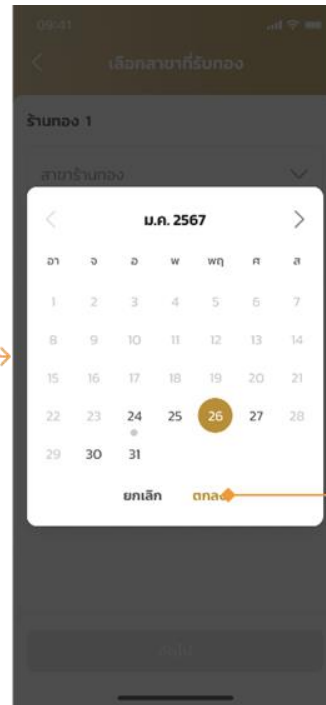 09:41
เลือกสาขาที่รับทอง
ร้านทอง 1
สาขาร้านทอง
ม.ค. 2567
อา จ อ พ พฤ ศ ส
1 2 3 4 5 6 7
8 9 10 11 12 13 14
15 16 17 18 19 20 21
22 23 24 25 26 27 28
29 30 31
ยกเลิก ตกลง
ถัดไป